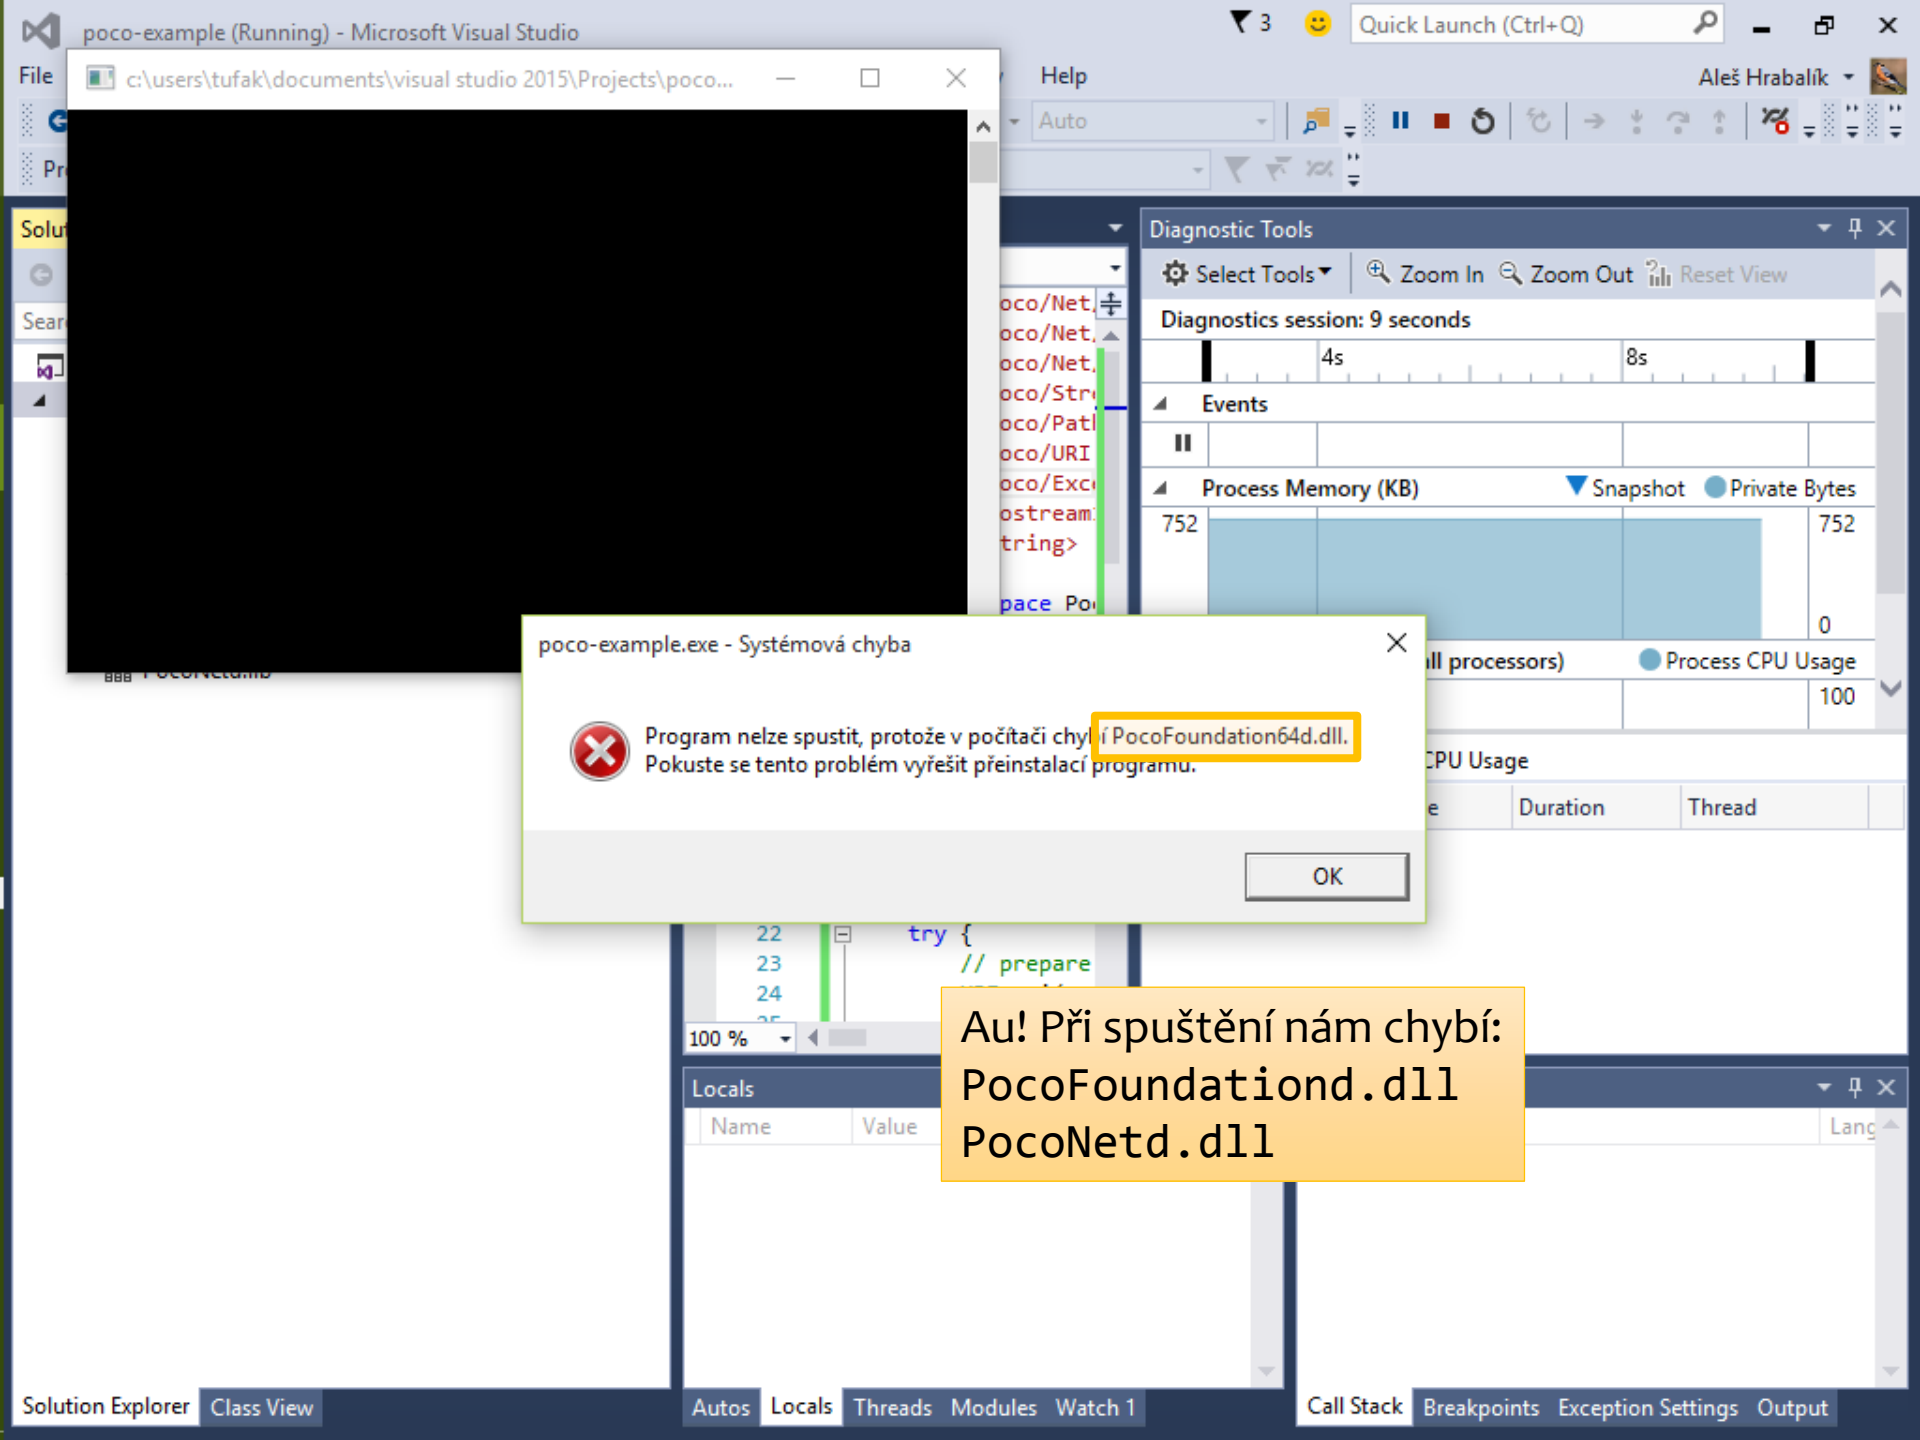 poco-example (Running) - Microsoft Visual Studio
3
Quick Launch (Ctrl+Q)
File
c:\users\tufak\documents\visual studio 2015\Projects\poco...
Help
Aleš Hrabalík
Auto
Diagnostic Tools
Select Tools
Zoom In
Zoom Out
Reset View
oco/Net
oco/Net
oco/Net
oco/Str
oco/Pat
oco/URI
oco/Exc
ostream
tring>
pace Po
Diagnostics session: 9 seconds
4s
8s
Events
Process Memory (KB)
Snapshot
Private Bytes
752
752
0
ll processors)
Process CPU Usage
100
PocoNetd.lib
poco-example.exe - Systémová chyba
Program nelze spustit, protože v počítači chybí PocoFoundation64d.dll.
Pokuste se tento problém vyřešit přeinstalací programu.
OK
CPU Usage
e
Duration
Thread
22 try {
23 // prepare
24
100 %
Au! Při spuštění nám chybí:
PocoFoundationd.dll
PocoNetd.dll
Locals
Name
Value
Lang
Solution Explorer
Class View
Autos
Locals
Threads
Modules
Watch 1
Call Stack
Breakpoints
Exception Settings
Output